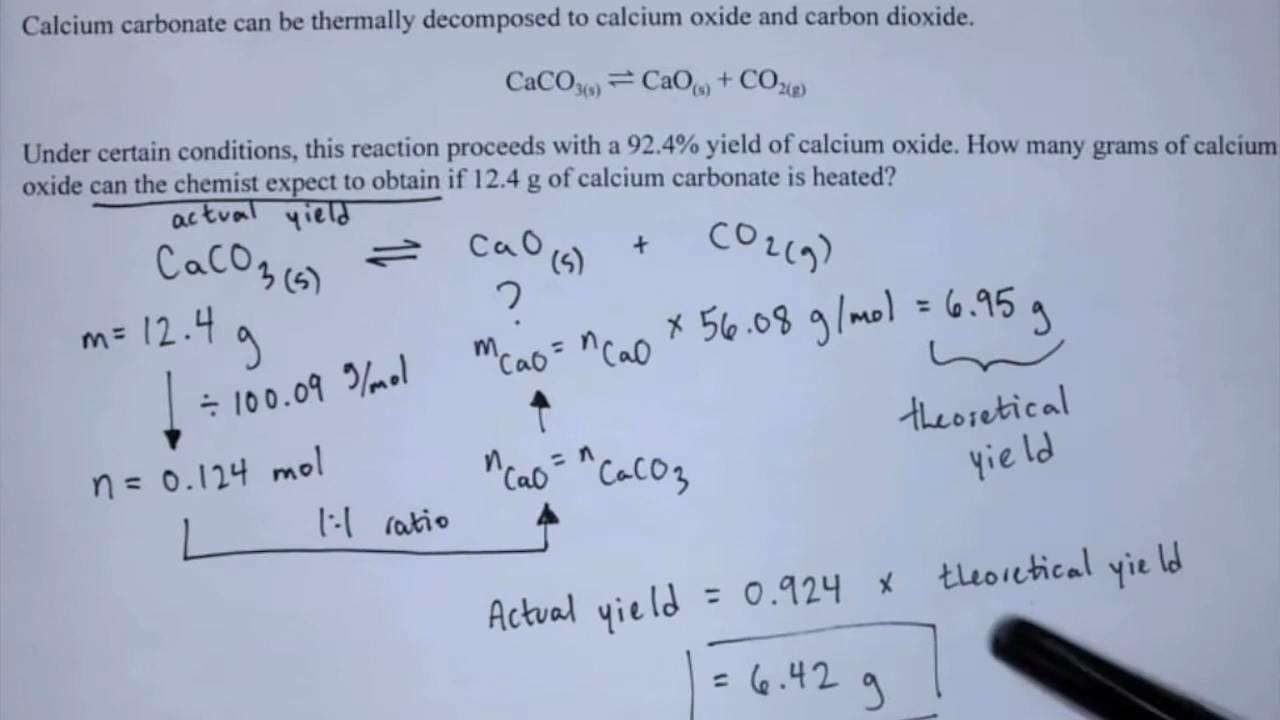 Calcium carbonate can be thermally decomposed to calcium oxide and carbon dioxide.
CaCO3(s) ⇌ CaO(s) + CO2(g)
Under certain conditions, this reaction proceeds with a 92.4% yield of calcium oxide. How many grams of calcium
oxide can the chemist expect to obtain if 12.4 g of calcium carbonate is heated?
actual yield
CaCO3(s) ⇌ CaO(s) + CO2(g)
?
m = 12.4 g
mCaO = nCaO × 56.08 g/mol = 6.95 g
÷ 100.09 g/mol
theoretical
yield
n = 0.124 mol
nCaO = nCaCO3
1:1 ratio
Actual yield = 0.924 × theoretical yield
= 6.42 g